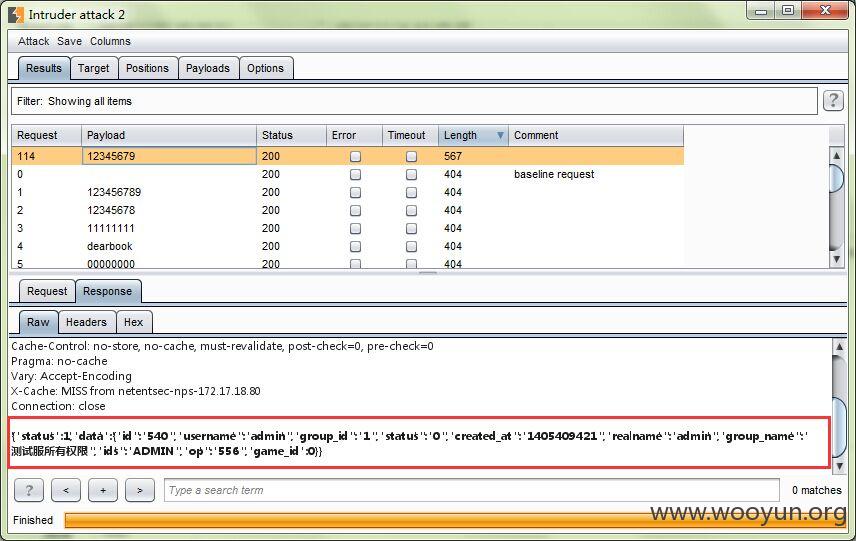 Intruder attack 2
Attack Save Columns
Results Target Positions Payloads Options
Filter: Showing all items ?
Request Payload Status Error Timeout Length Comment
114 12345679 200 567
0 200 404 baseline request
1 123456789 200 404
2 12345678 200 404
3 11111111 200 404
4 dearbook 200 404
5 00000000 200 404
Request Response
Raw Headers Hex
Cache-Control: no-store, no-cache, must-revalidate, post-check=0, pre-check=0
Pragma: no-cache
Vary: Accept-Encoding
X-Cache: MISS from netentsec-nps-172.17.18.80
Connection: close
{"status":1,"data":{"id":"540","username":"admin","group_id":"1","status":"0","created_at":"1405409421","realname":"admin","group_name":"
测试服所有权限","ids":"ADMIN","op":"556","game_id":0}}
? < + > Type a search term 0 matches
Finished
www.wooyun.org